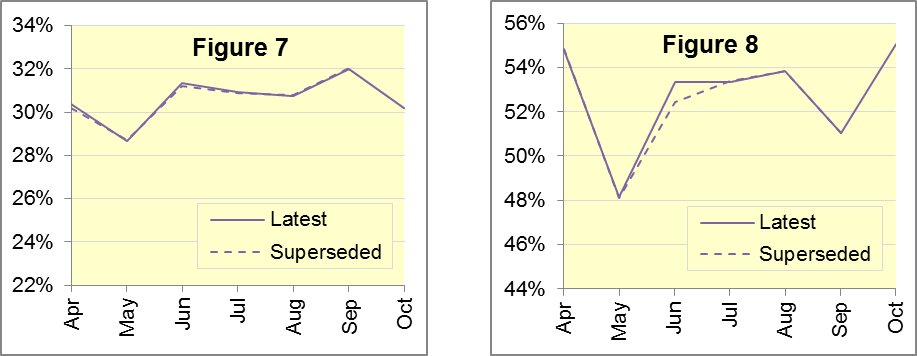 Figure 7
34%
32%
30%
28%
26%
24%
22%
Latest
Superseded
Apr
May
Jun
Jul
Aug
Sep
Oct
Figure 8
56%
54%
52%
50%
48%
46%
44%
Latest
Superseded
Apr
May
Jun
Jul
Aug
Sep
Oct